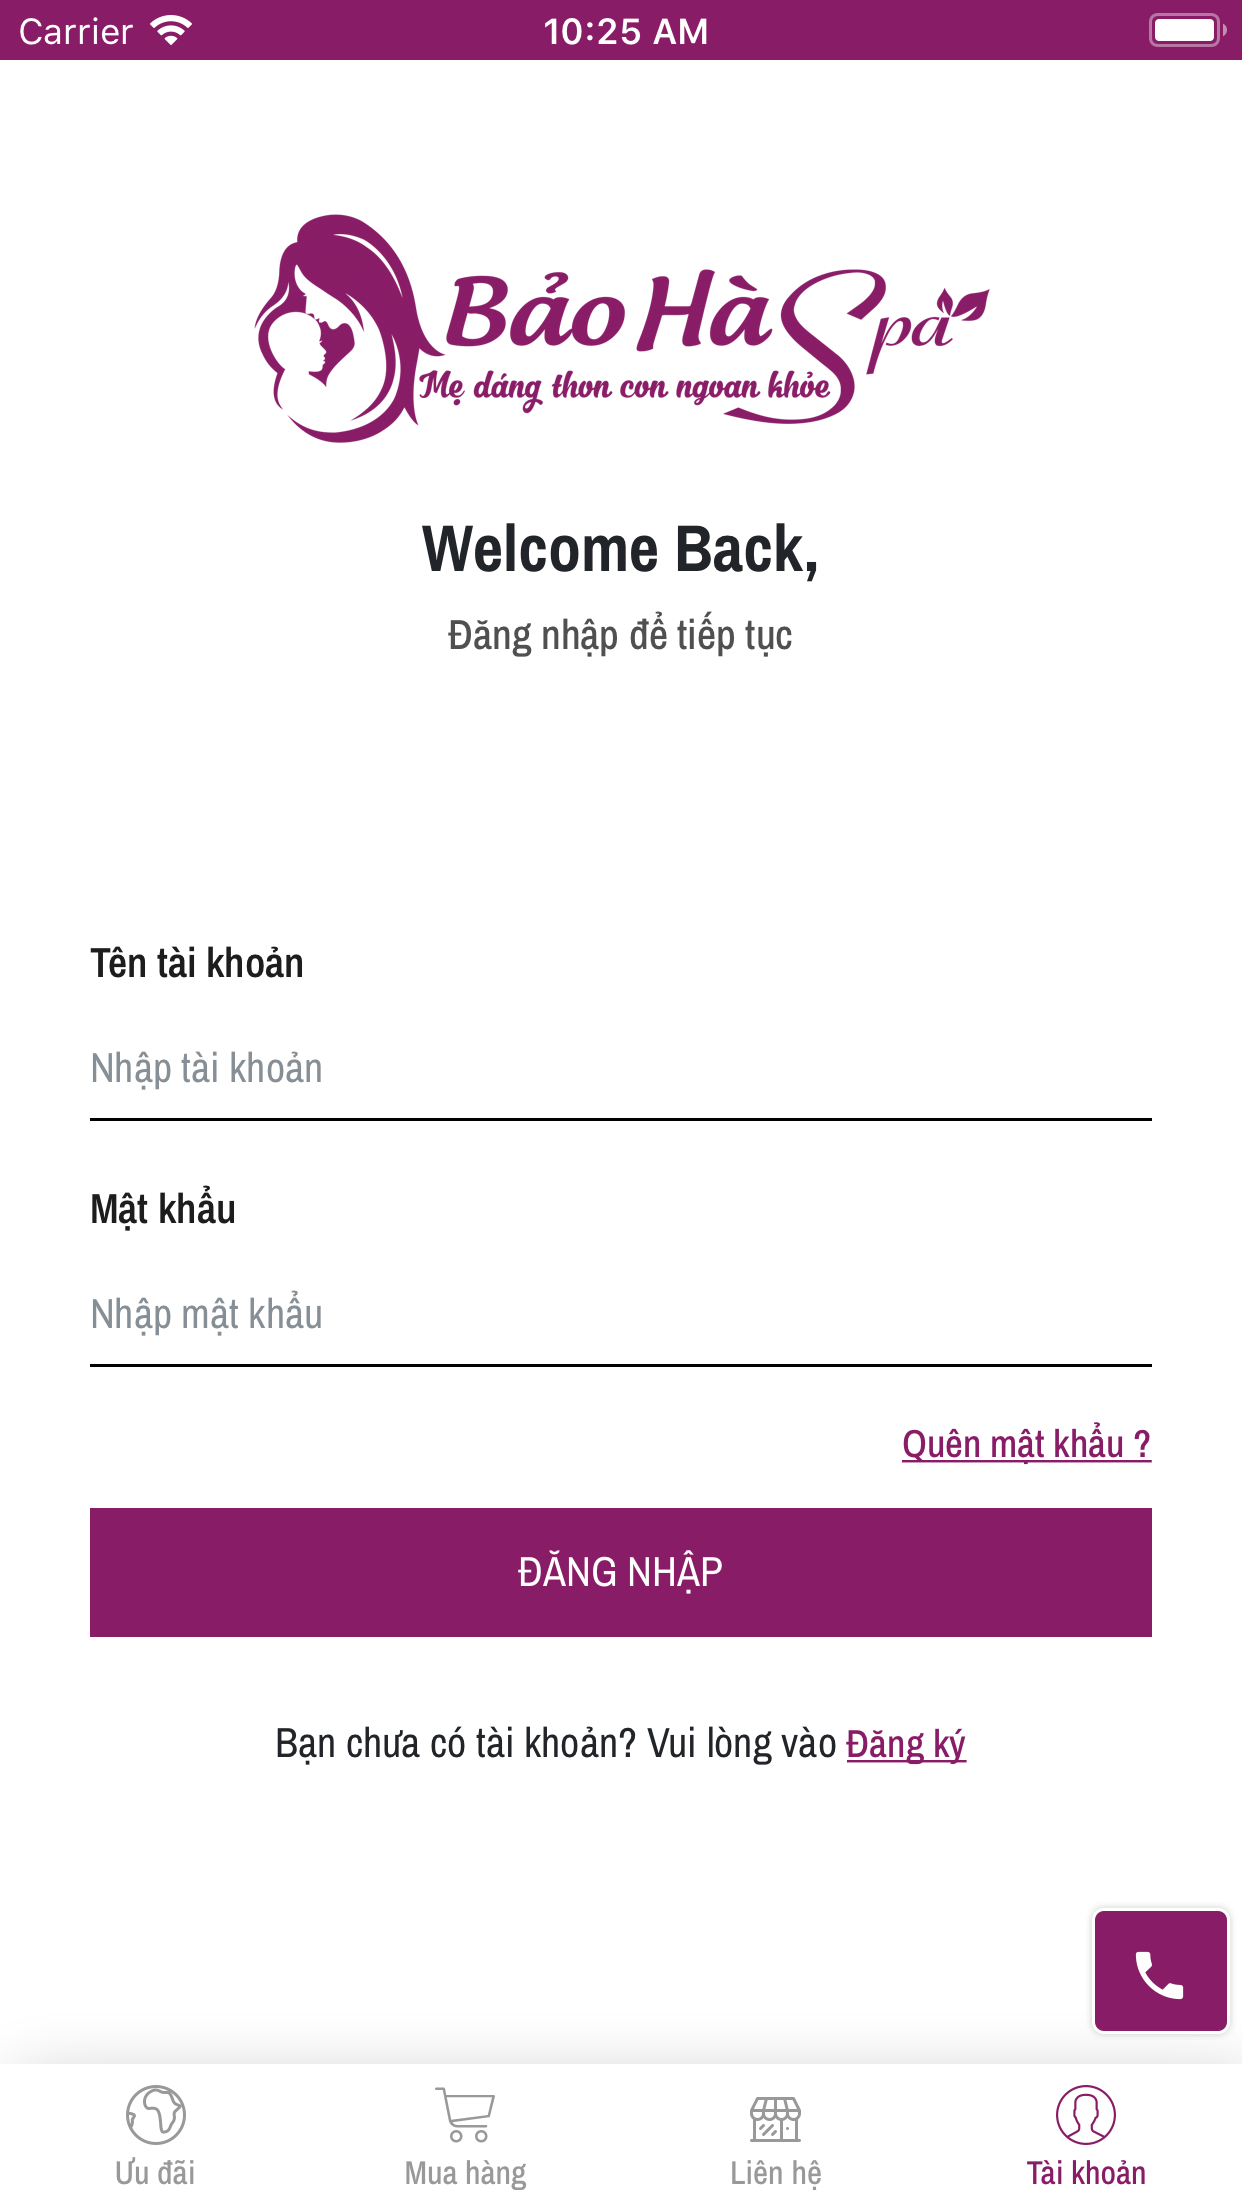 Carrier
10:25 AM
Bảo Hà Spa
Mẹ dáng thon con ngoan khỏe
Welcome Back,
Đăng nhập để tiếp tục
Tên tài khoản
Nhập tài khoản
Mật khẩu
Nhập mật khẩu
Quên mật khẩu ?
ĐĂNG NHẬP
Bạn chưa có tài khoản? Vui lòng vào Đăng ký
Ưu đãi
Mua hàng
Liên hệ
Tài khoản